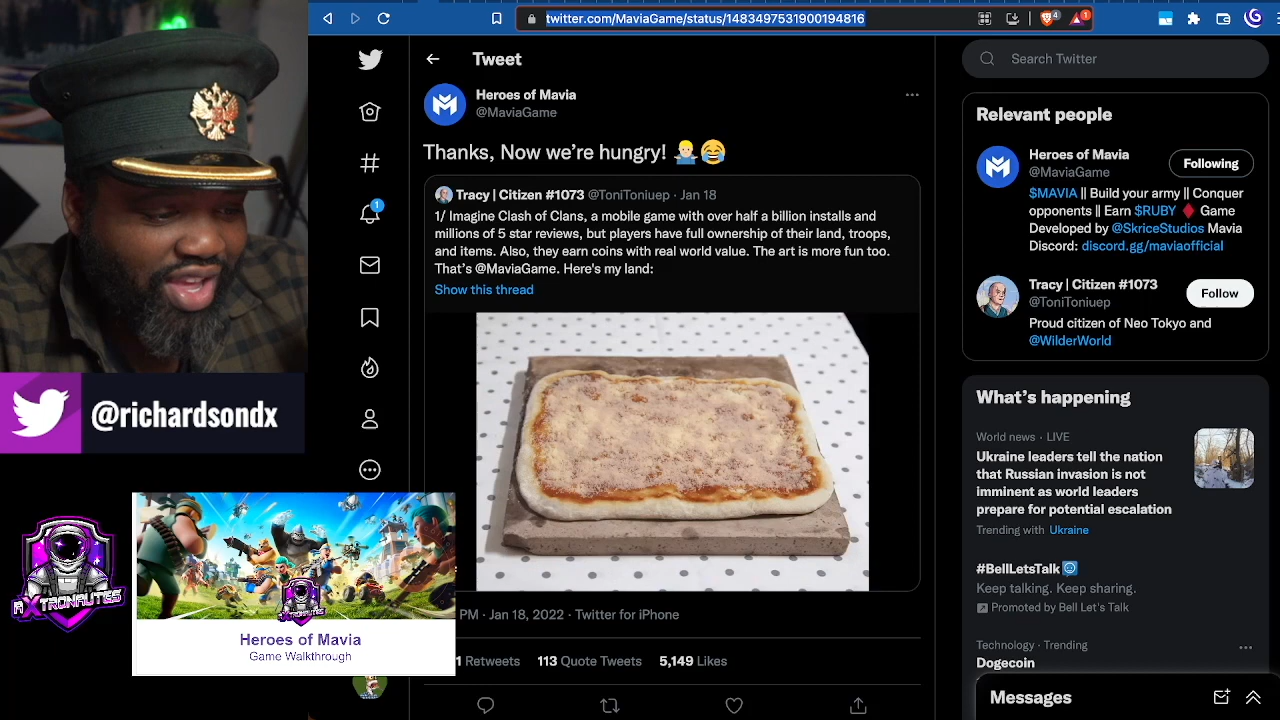 twitter.com/MaviaGame/status/1483497531900194816
4
1
Tweet
Heroes of Mavia
@MaviaGame
Thanks, Now we're hungry! 🤷🏼‍♂️😂
Tracy | Citizen #1073 @ToniToniuep · Jan 18
1/ Imagine Clash of Clans, a mobile game with over half a billion installs and
millions of 5 star reviews, but players have full ownership of their land, troops,
and items. Also, they earn coins with real world value. The art is more fun too.
That's @MaviaGame. Here's my land:
Show this thread
PM · Jan 18, 2022 · Twitter for iPhone
1 Retweets 113 Quote Tweets 5,149 Likes
1
@richardsondx
AXTRONAUTES
Heroes of Mavia
Game Walkthrough
AXTRONAUTES
Search Twitter
Relevant people
Heroes of Mavia
@MaviaGame
Following
$MAVIA || Build your army || Conquer
opponents || Earn $RUBY ♦️ Game
Developed by @SkriceStudios Mavia
Discord: discord.gg/maviaofficial
Tracy | Citizen #1073
@ToniToniuep
Follow
Proud citizen of Neo Tokyo and
@WilderWorld
What's happening
World news · LIVE
Ukraine leaders tell the nation
that Russian invasion is not
imminent as world leaders
prepare for potential escalation
Trending with Ukraine
#BellLetsTalk
Keep talking. Keep sharing.
Promoted by Bell Let's Talk
Technology · Trending
Dogecoin
Messages